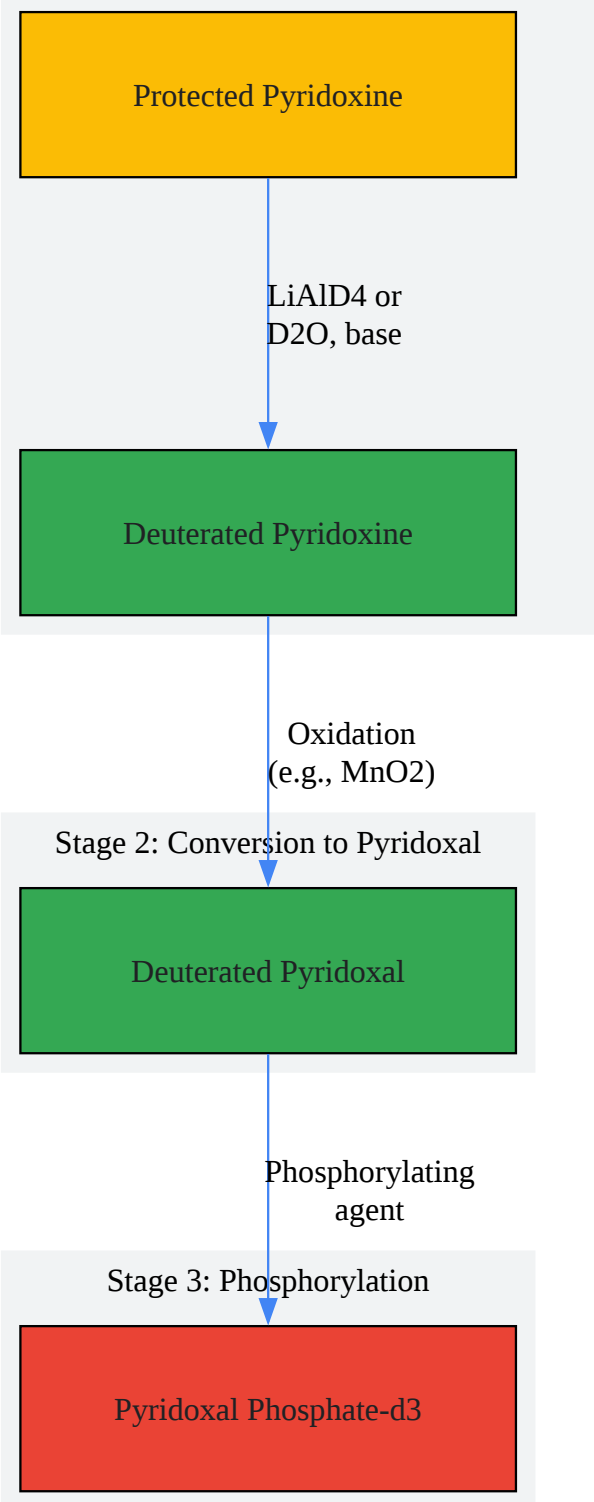 Protected Pyridoxine
LiAlD4 or
D2O, base
Deuterated Pyridoxine
Oxidation
(e.g., MnO2)
Stage 2: Conversion to Pyridoxal
Deuterated Pyridoxal
Phosphorylating
agent
Stage 3: Phosphorylation
Pyridoxal Phosphate-d3